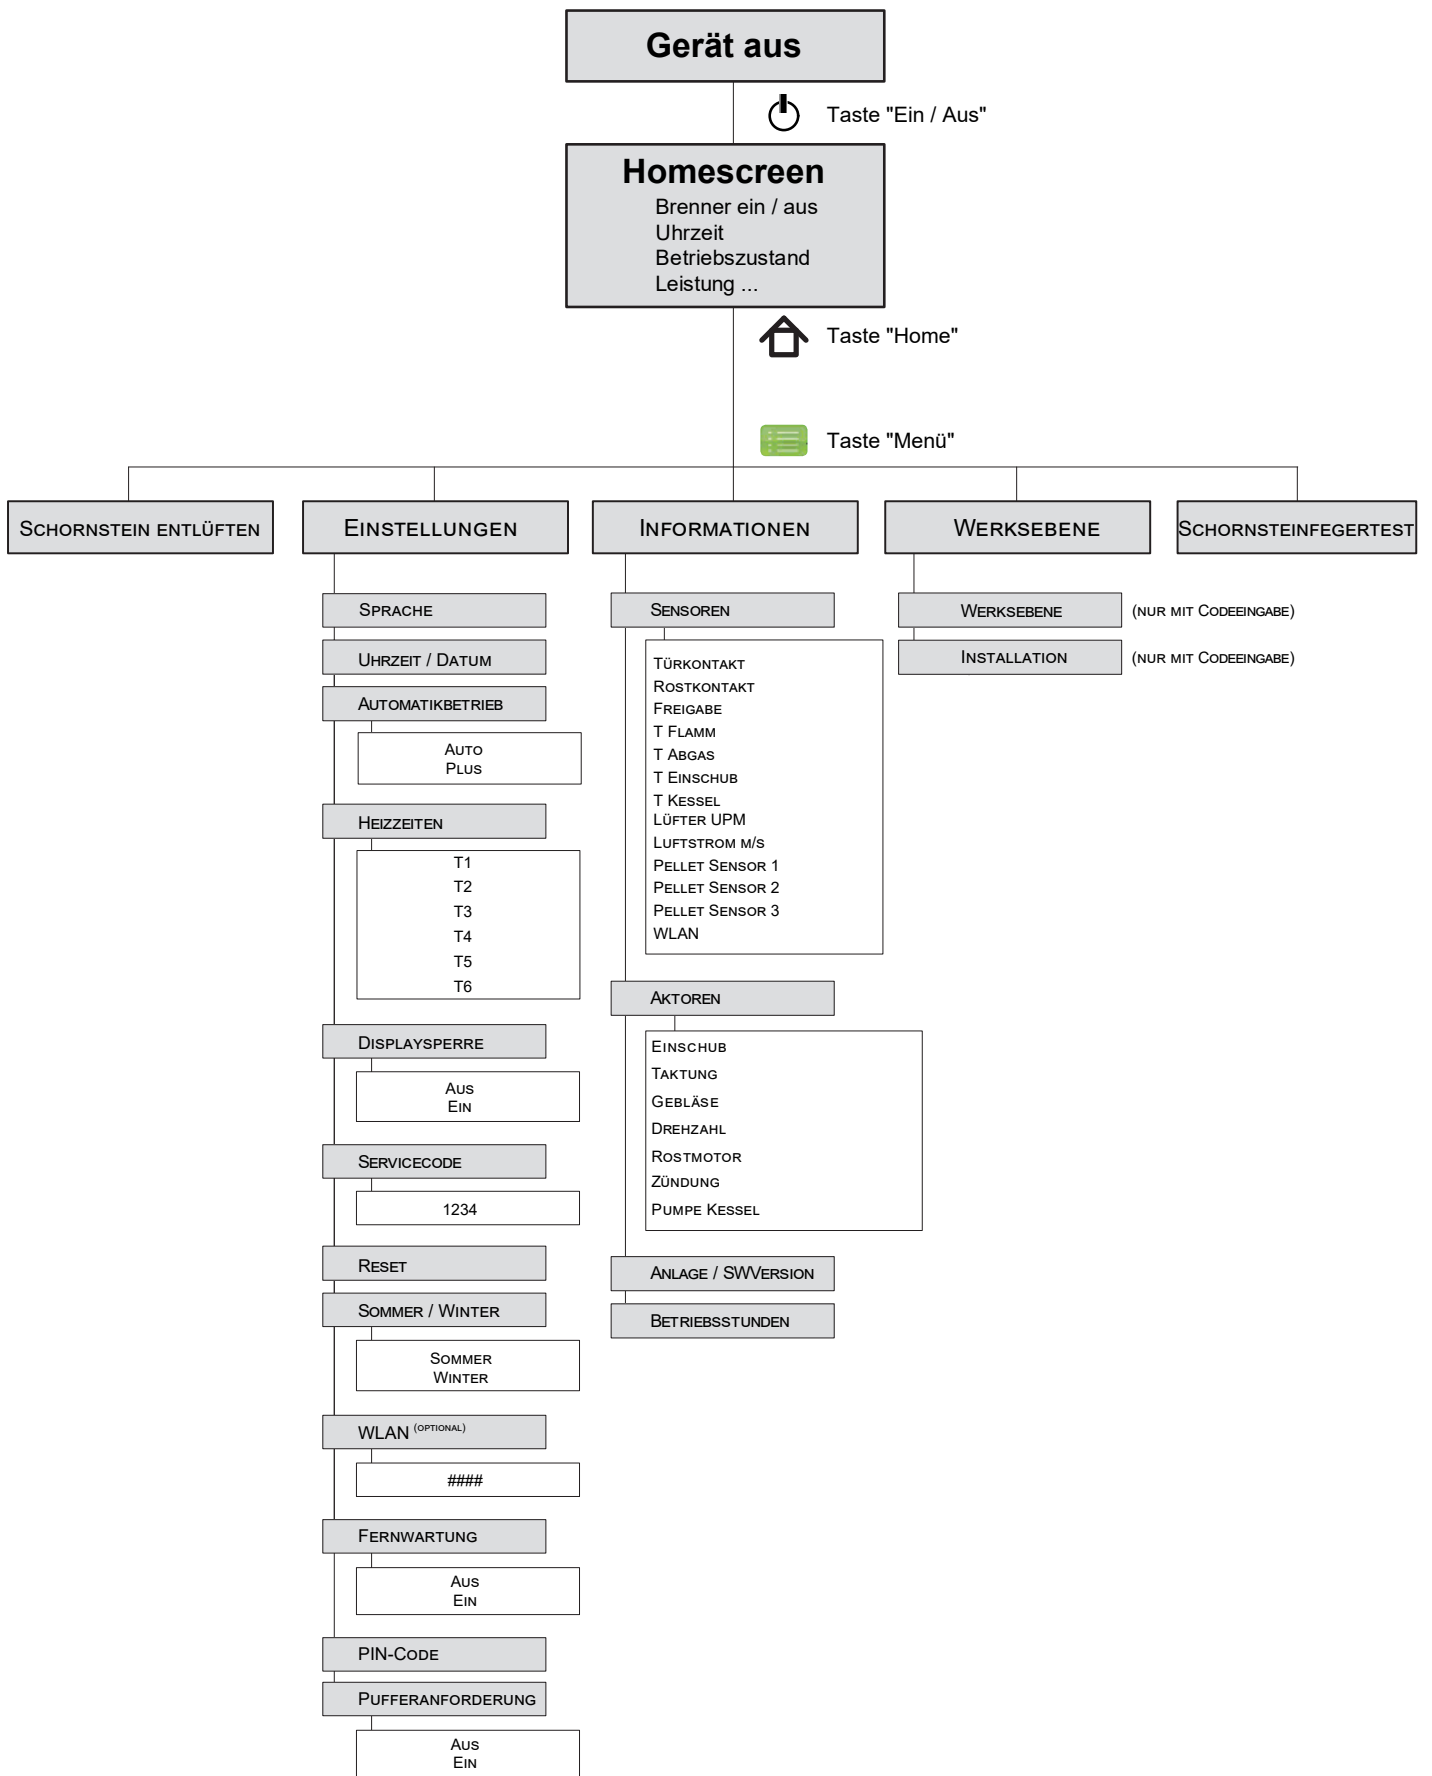 Gerät aus
Taste "Ein / Aus"
Homescreen
Brenner ein / aus
Uhrzeit
Betriebszustand
Leistung ...
Taste "Home"
Taste "Menü"
Schornstein entlüften
Einstellungen
Sprache
Uhrzeit / Datum
Automatikbetrieb
Auto
Plus
Heizzeiten
T1
T2
T3
T4
T5
T6
Displaysperre
Aus
Ein
Servicecode
1234
Reset
Sommer / Winter
Sommer
Winter
WLAN (optional)
####
Fernwartung
Aus
Ein
PIN-Code
Pufferanforderung
Aus
Ein
Informationen
Sensoren
Türkontakt
Rostkontakt
Freigabe
T Flamm
T Abgas
T Einschub
T Kessel
Lüfter UPM
Luftstrom m/s
Pellet Sensor 1
Pellet Sensor 2
Pellet Sensor 3
WLAN
Aktoren
Einschub
Taktung
Gebläse
Drehzahl
Rostmotor
Zündung
Pumpe Kessel
Anlage / SWVersion
Betriebsstunden
Werksebene
Werksebene (nur mit Codeeingabe)
Installation (nur mit Codeeingabe)
Schornsteinfegertest